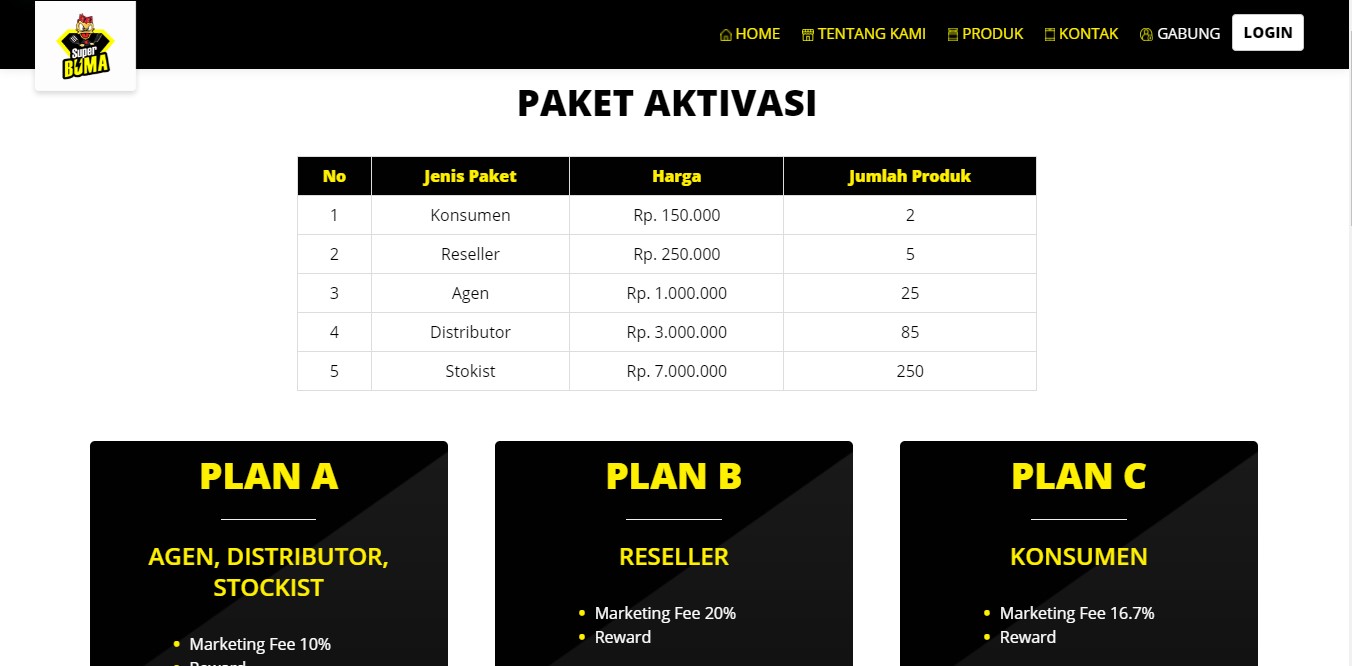 Super
BUMA
HOME TENTANG KAMI PRODUK KONTAK GABUNG LOGIN
PAKET AKTIVASI
No Jenis Paket Harga Jumlah Produk
1 Konsumen Rp. 150.000 2
2 Reseller Rp. 250.000 5
3 Agen Rp. 1.000.000 25
4 Distributor Rp. 3.000.000 85
5 Stokist Rp. 7.000.000 250
PLAN A
AGEN, DISTRIBUTOR,
STOCKIST
• Marketing Fee 10%
• Reward
PLAN B
RESELLER
• Marketing Fee 20%
• Reward
PLAN C
KONSUMEN
• Marketing Fee 16.7%
• Reward